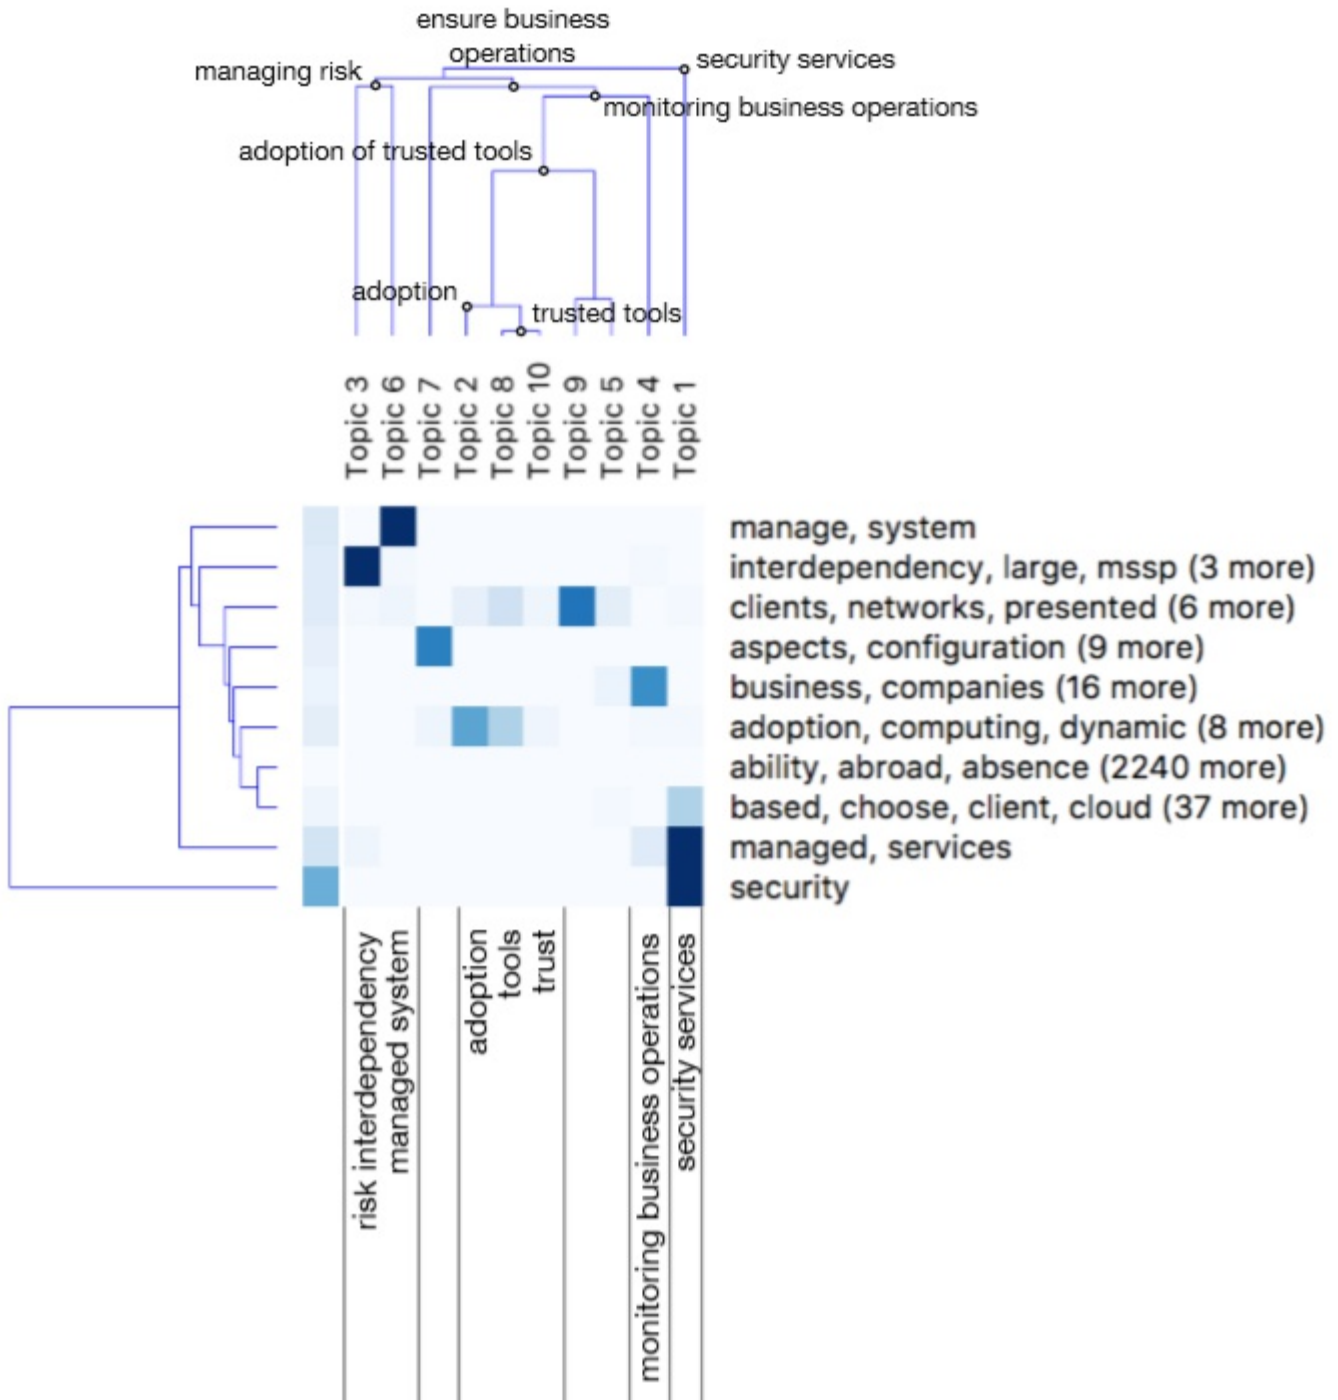 ensure business
operations
security services
managing risk
monitoring business operations
adoption of trusted tools
adoption
trusted tools
Topic 3
Topic 6
Topic 7
Topic 2
Topic 8
Topic 10
Topic 9
Topic 5
Topic 4
Topic 1
manage, system
interdependency, large, mssp (3 more)
clients, networks, presented (6 more)
aspects, configuration (9 more)
business, companies (16 more)
adoption, computing, dynamic (8 more)
ability, abroad, absence (2240 more)
based, choose, client, cloud (37 more)
managed, services
security
risk interdependency
managed system
adoption
tools
trust
monitoring business operations
security services